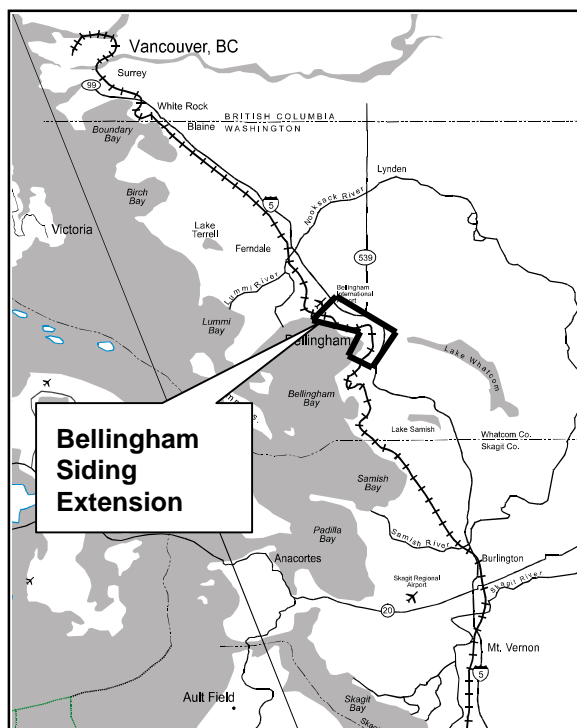 Vancouver, BC
Surrey
99
White Rock
BRITISH COLUMBIA
Blaine
WASHINGTON
Boundary
Bay
Lynden
Birch
Bay
Nooksack River
5
Victoria
Lake
Terrell
539
Ferndale
Lummi River
Bellingham
International
Lummi
Bay
Bellingham
Lake Whatcom
Bellingham
Bay
Bellingham
Siding
Extension
Lake Samish
Whatcom Co.
Skagit Co.
Samish
Bay
Padilla
Bay
Samish River
Anacortes
Burlington
Skagit Regional
Airport
Skagit River
20
Mt. Vernon
5
Ault Field
Skagit
Bay